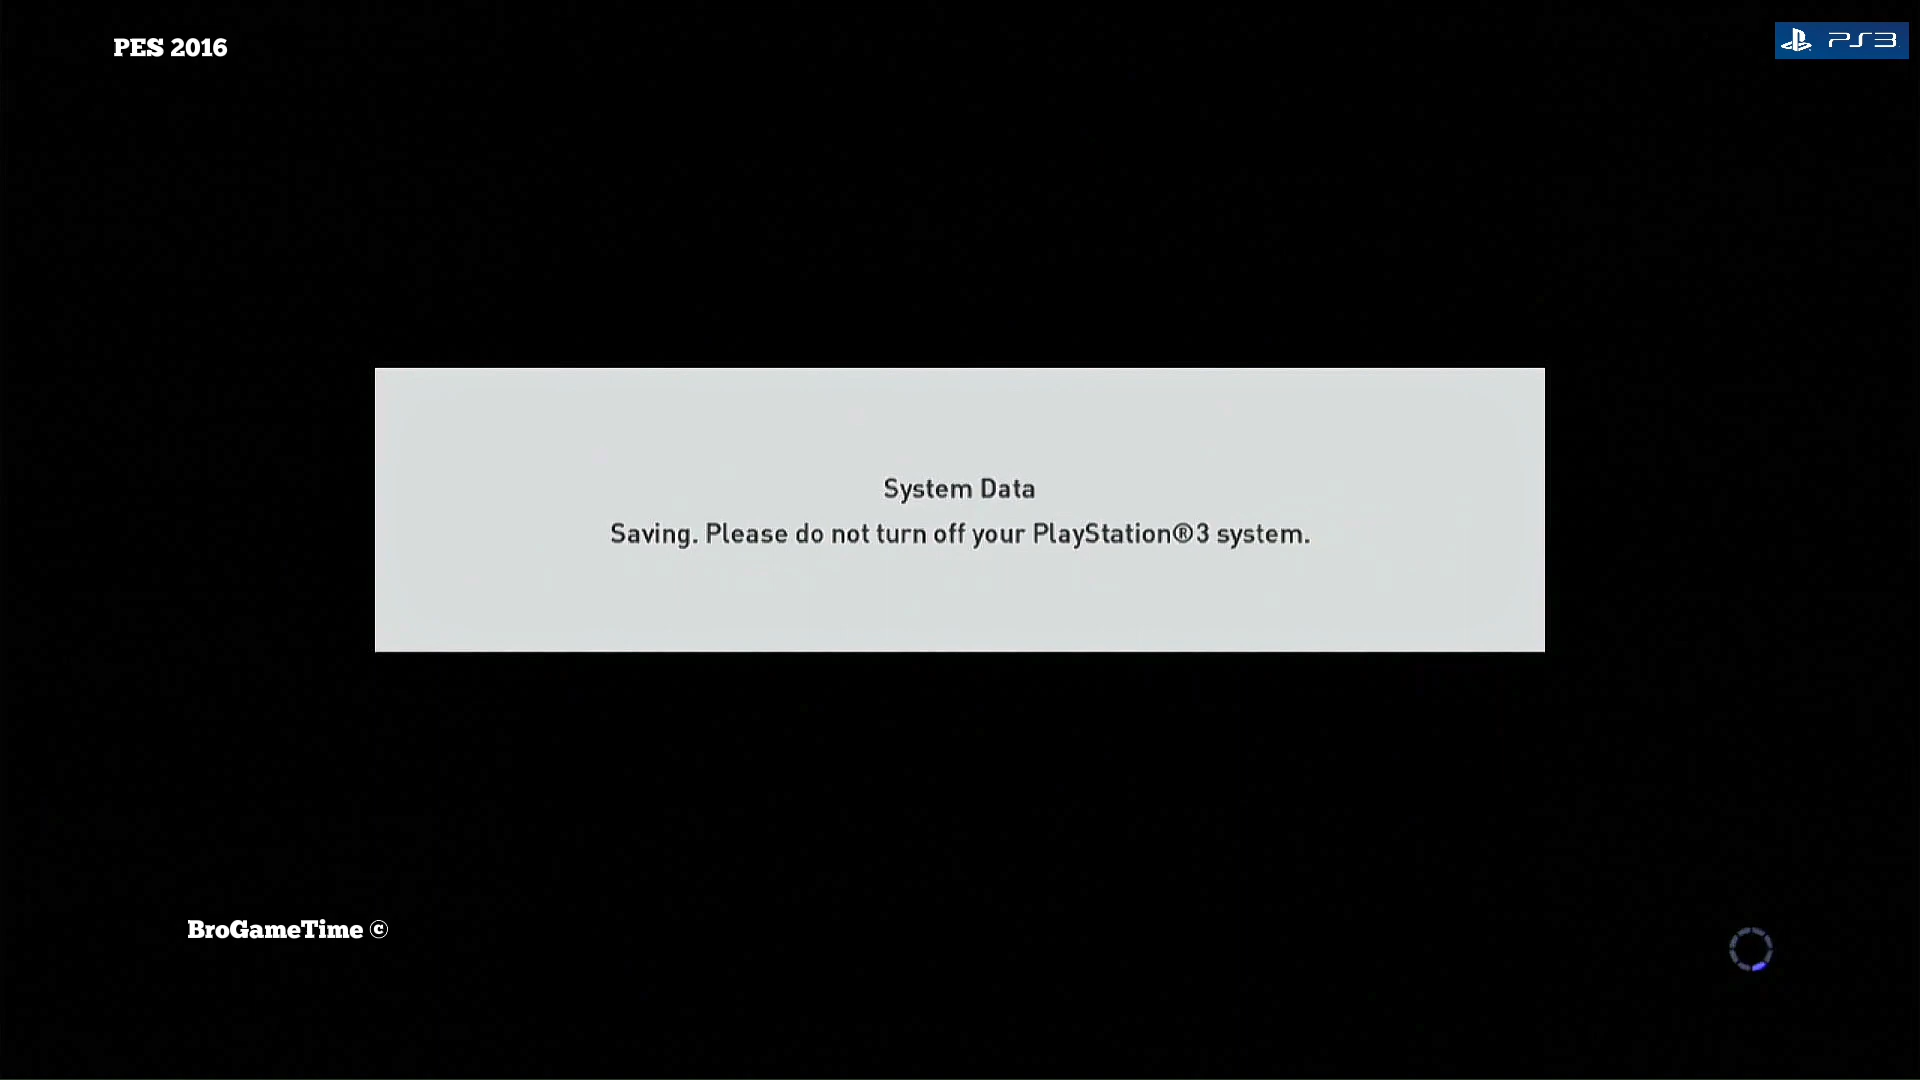 PES 2016
PS3
System Data
Saving. Please do not turn off your PlayStation®3 system.
BroGameTime ©